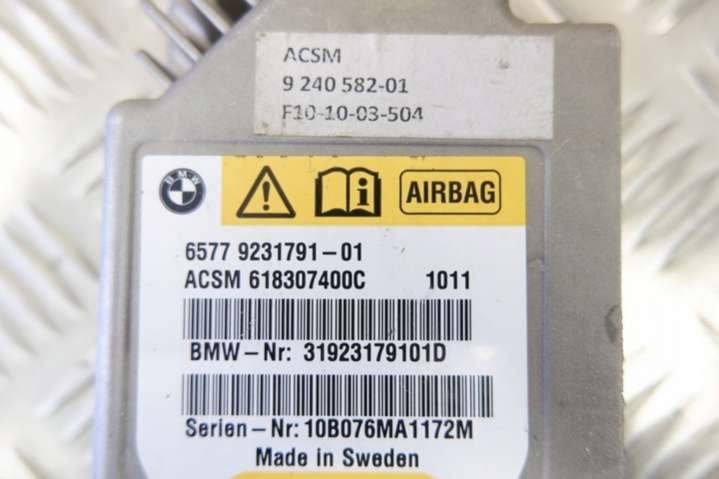 ACSM
9 240 582-01
F10-10-03-504
BMW
AIRBAG
6577 9231791-01
ACSM 618307400C 1011
BMW-Nr: 31923179101D
Serien-Nr: 10B076MA1172M
Made in Sweden